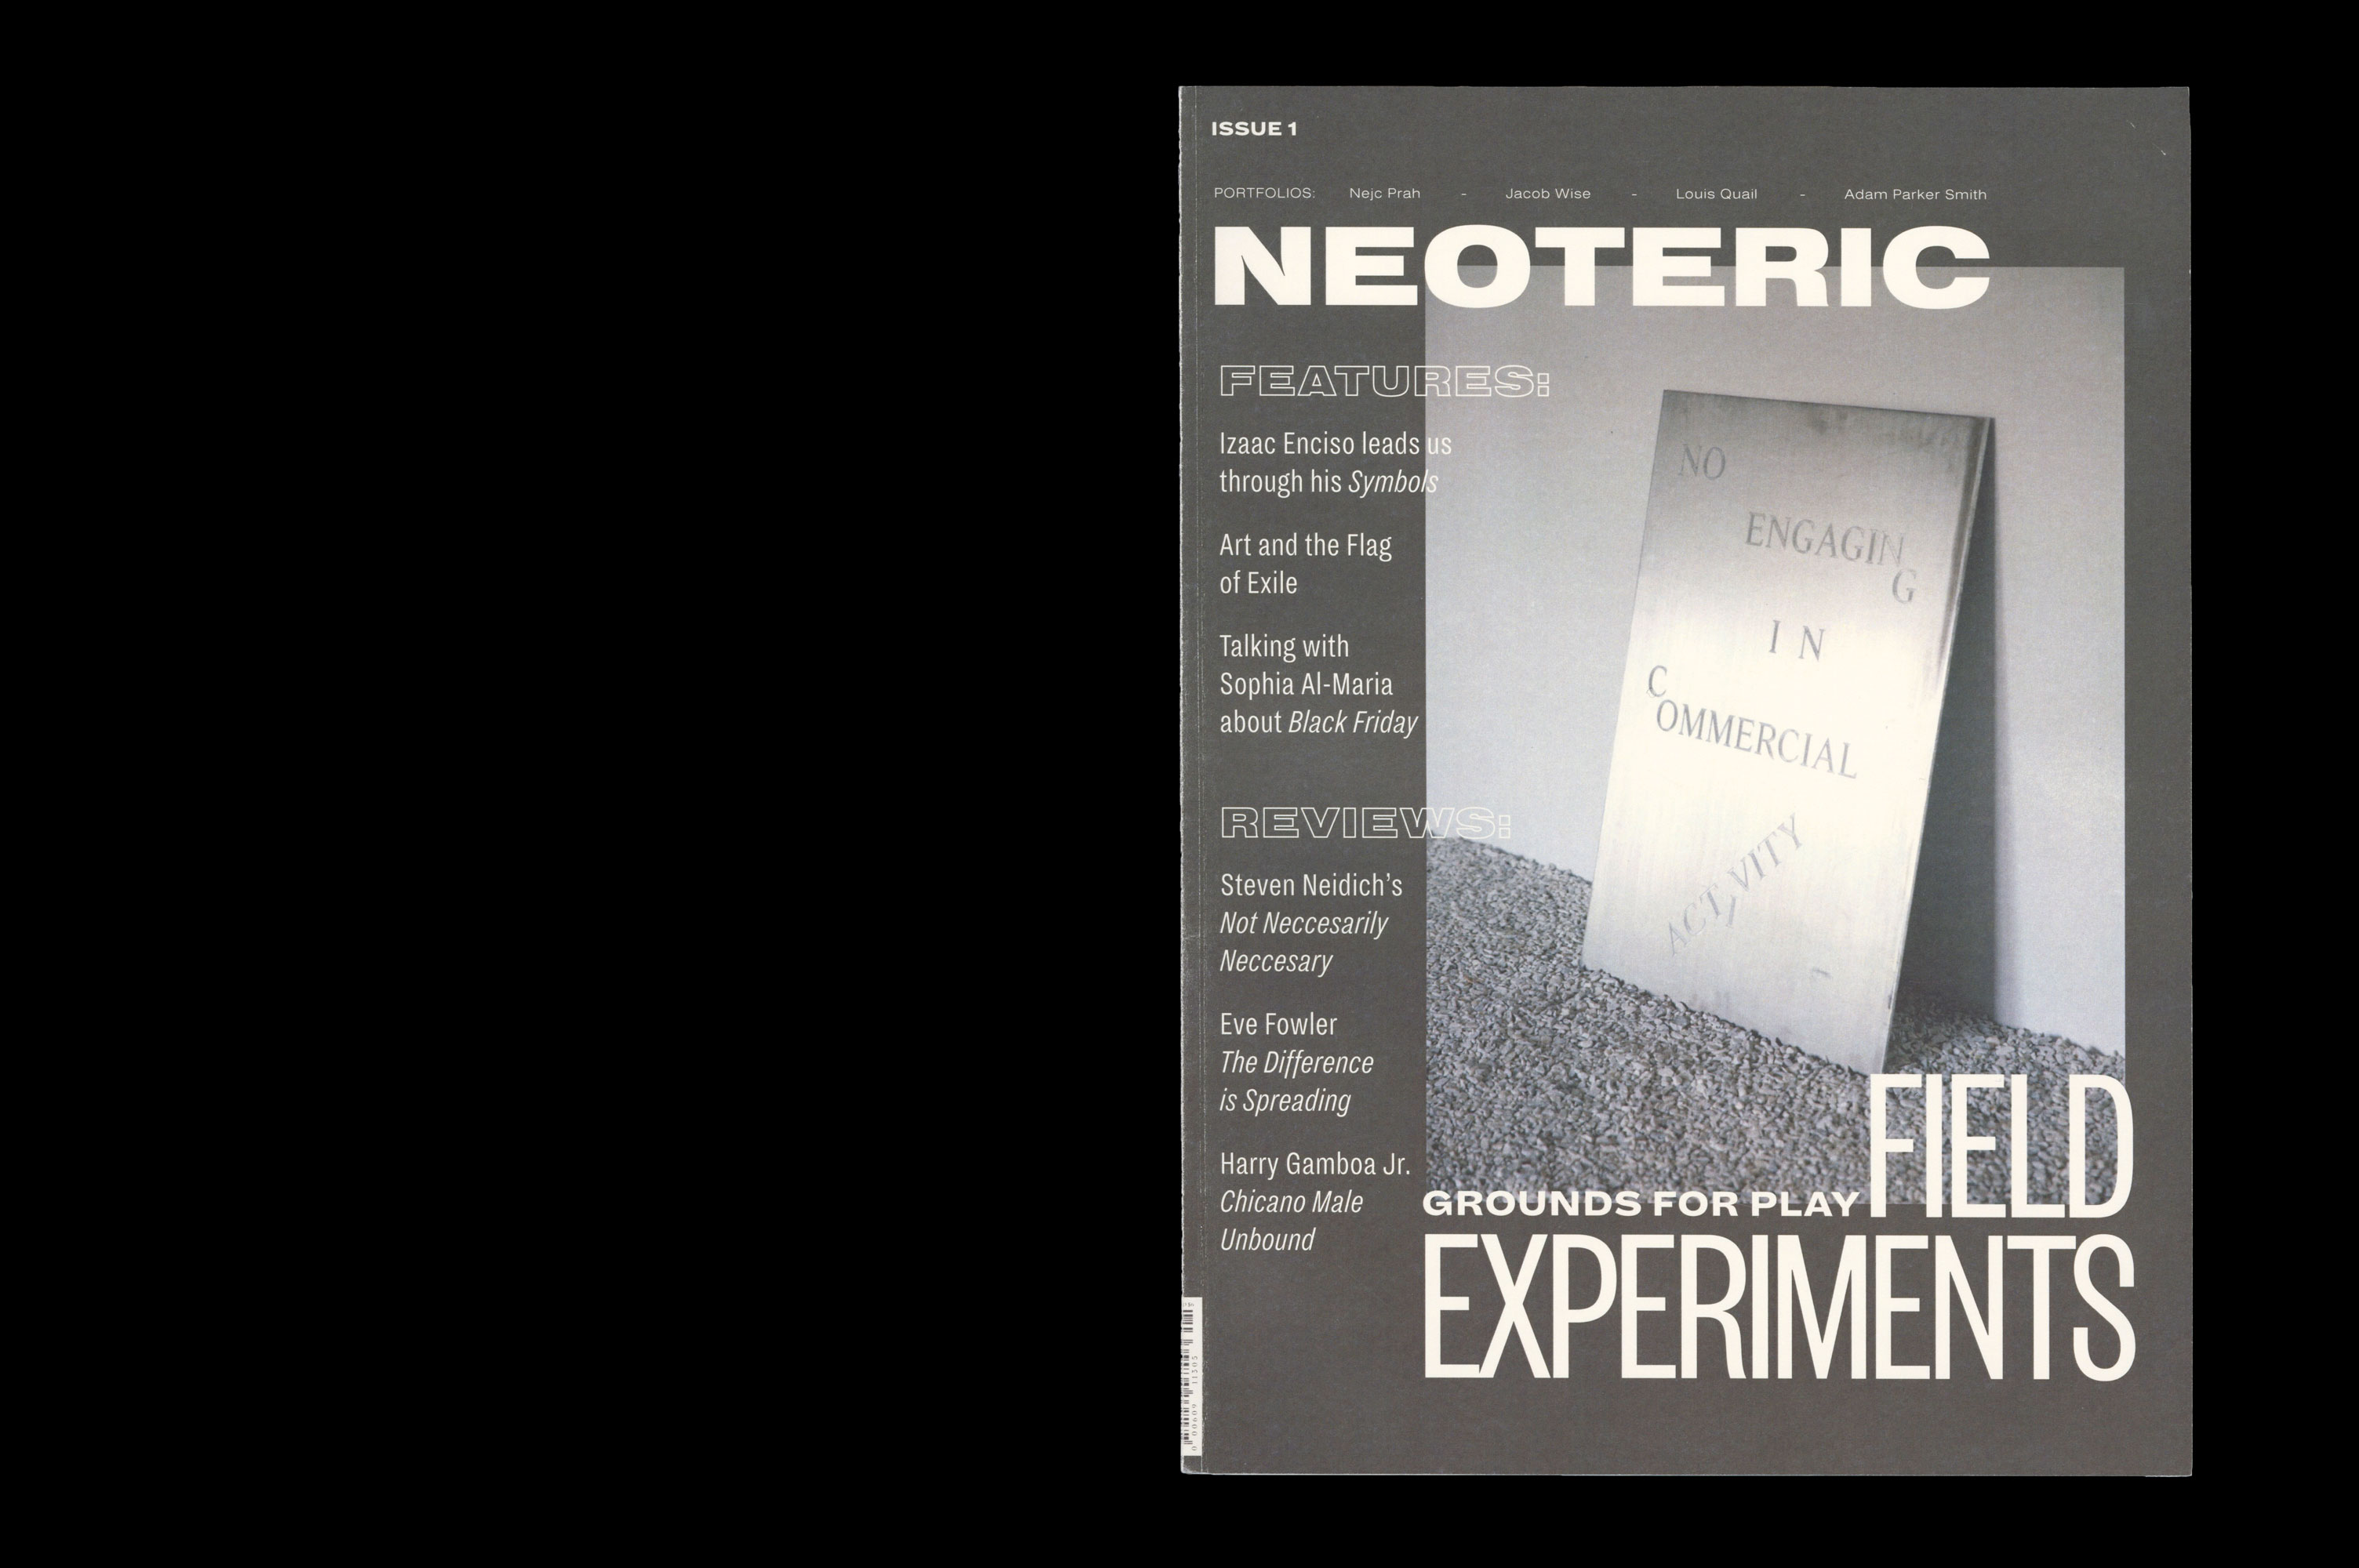 ISSUE 1
PORTFOLIOS: Nejc Prah - Jacob Wise - Louis Quail - Adam Parker Smith
NEOTERIC
FEATURES:
Izaac Enciso leads us
through his Symbols
Art and the Flag
of Exile
Talking with
Sophia Al-Maria
about Black Friday
REVIEWS:
Steven Neidich’s
Not Neccesarily
Neccesary
Eve Fowler
The Difference
is Spreading
Harry Gamboa Jr.
Chicano Male
Unbound
NO
ENGAGIN
G
I N
C
OMMERCIAL
ACTIVITY
FIELD
GROUNDS FOR PLAY
EXPERIMENTS